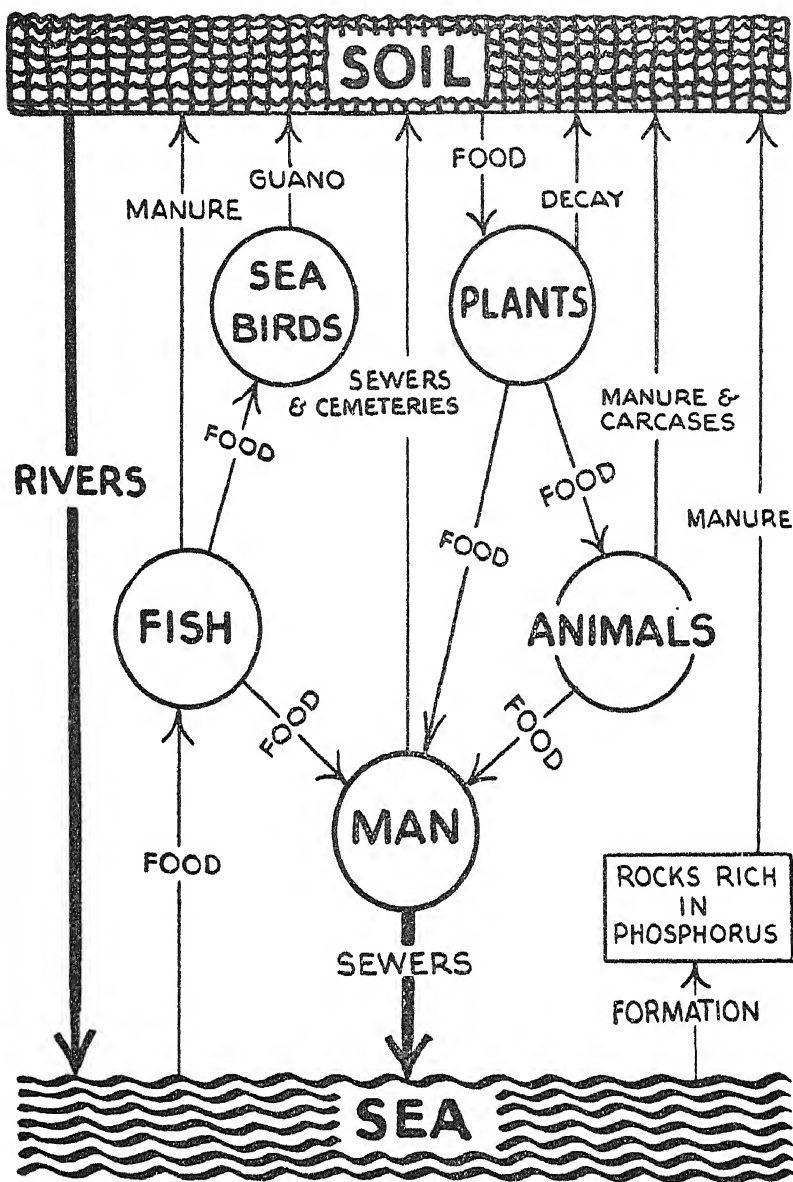 SOIL
FOOD
GUANO
DECAY
MANURE
SEA
BIRDS
PLANTS
SEWERS
& CEMETERIES
MANURE &
CARCASES
FOOD
RIVERS
FOOD
MANURE
FOOD
FISH
ANIMALS
FOOD
FOOD
MAN
FOOD
ROCKS RICH
IN
PHOSPHORUS
SEWERS
FORMATION
SEA